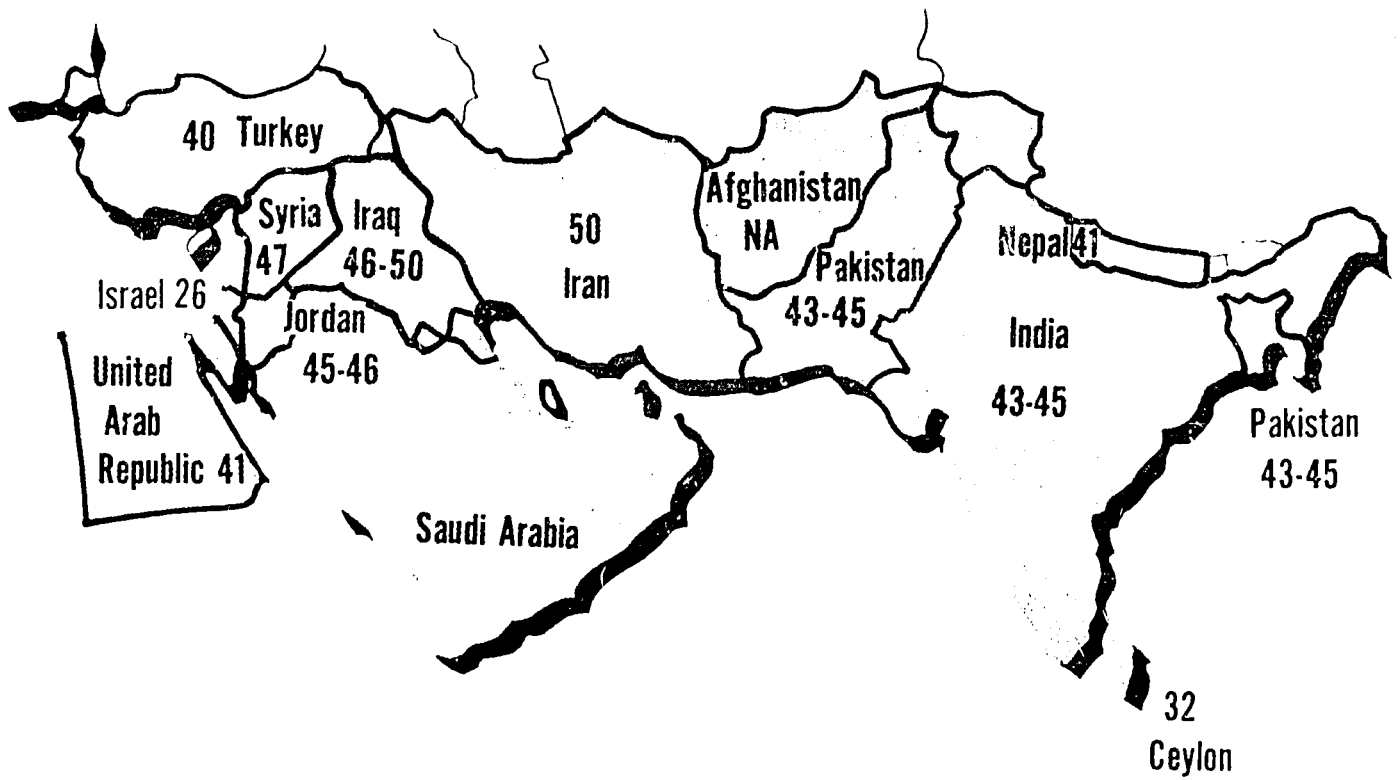 40 Turkey
Syria
47
Iraq
46-50
50
Iran
Afghanistan
NA
Pakistan
43-45
Nepal 41
Israel 26
Jordan
45-46
India
43-45
United
Arab
Republic 41
Pakistan
43-45
Saudi Arabia
32
Ceylon